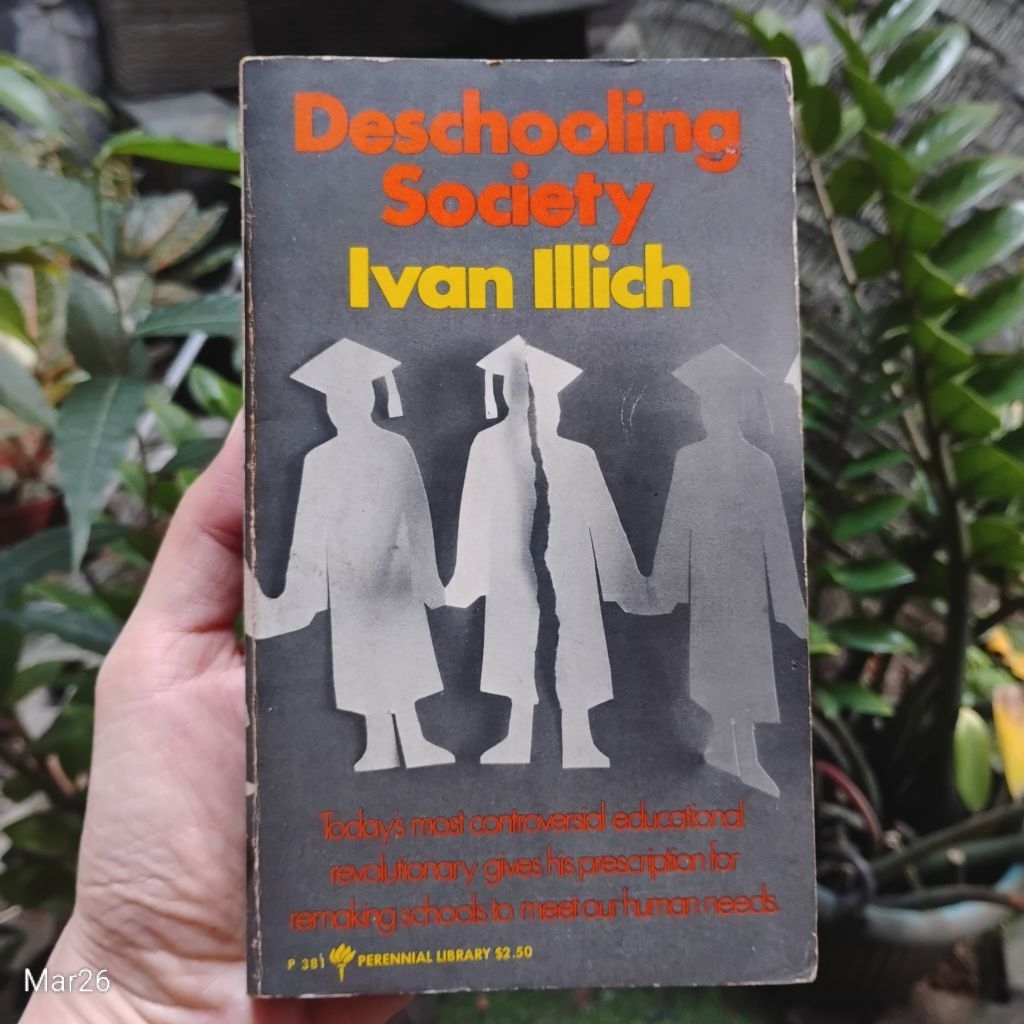 Deschooling
Society
Ivan Illich
Today's most controversial educational
revolutionary gives his prescription for
remaking schools to meet our human needs.
P 381 PERENNIAL LIBRARY $2.50
Mar26